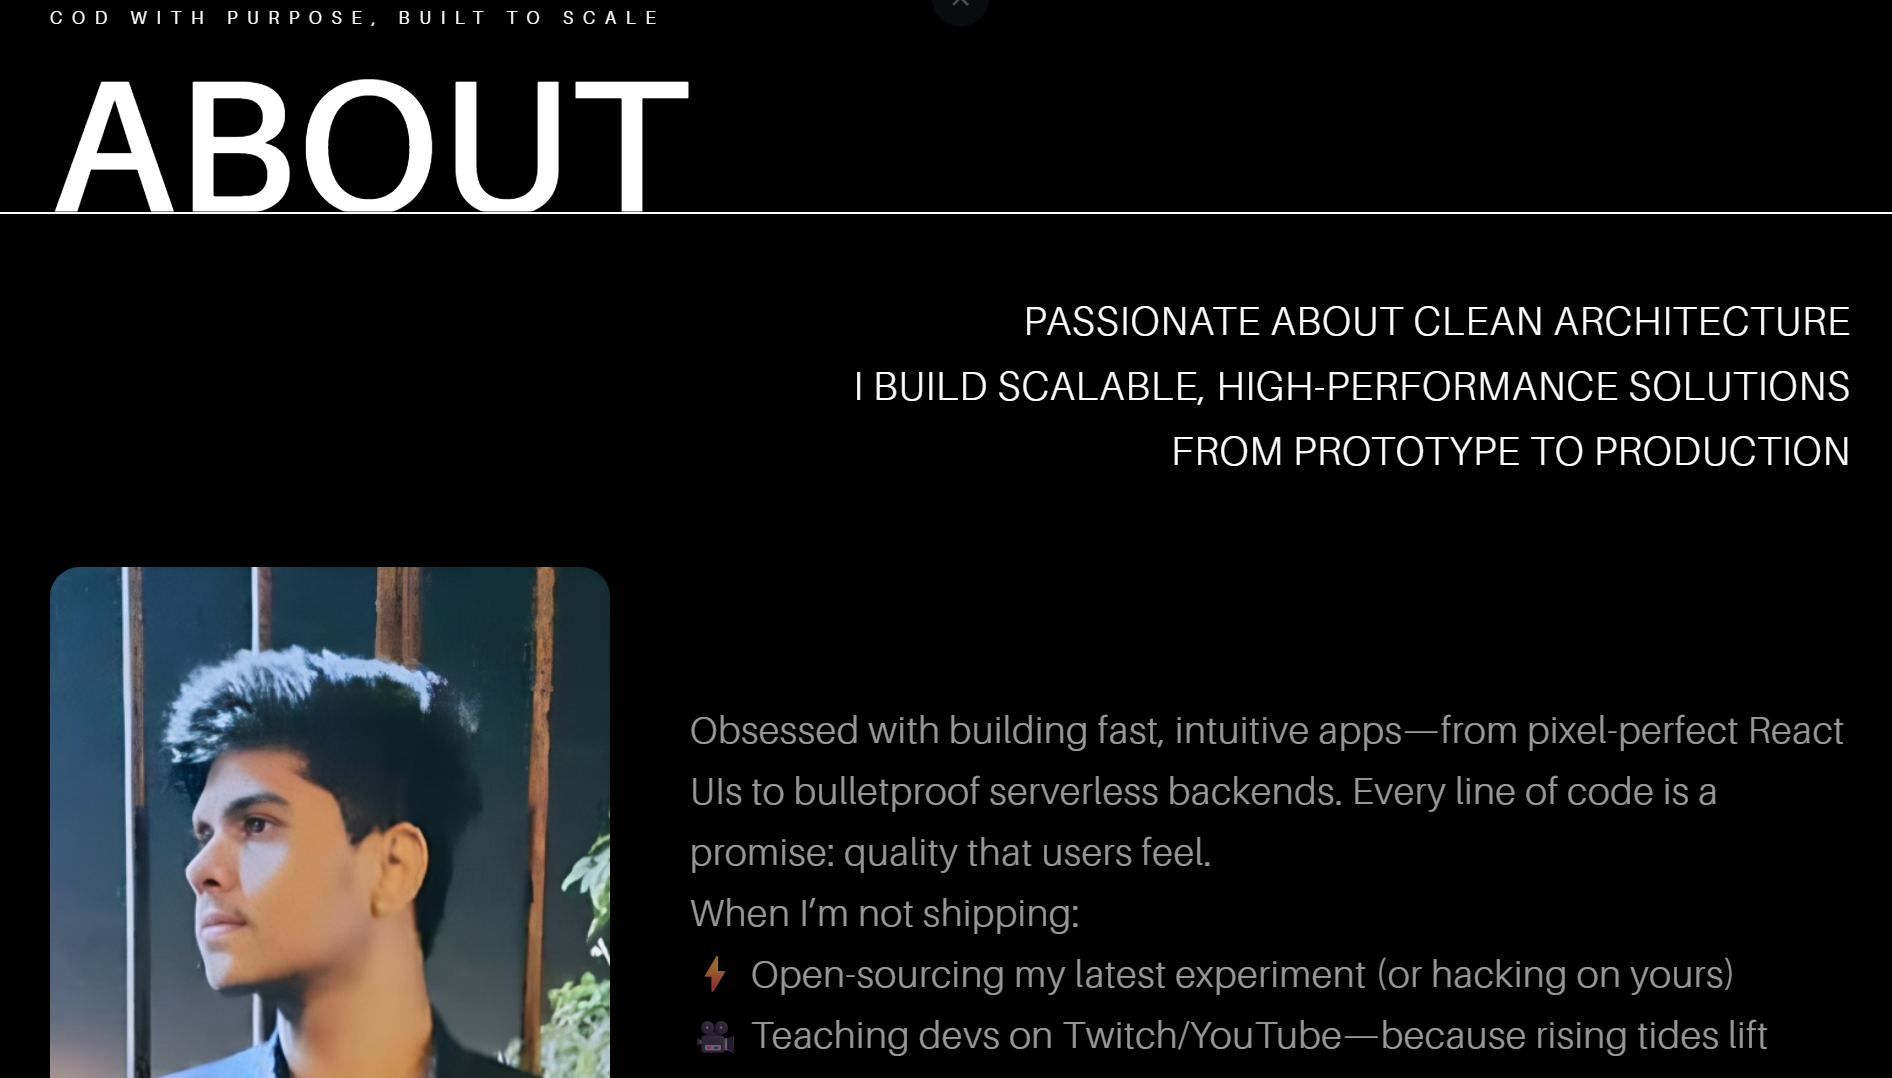 COD WITH PURPOSE, BUILT TO SCALE
ABOUT
PASSIONATE ABOUT CLEAN ARCHITECTURE
I BUILD SCALABLE, HIGH-PERFORMANCE SOLUTIONS
FROM PROTOTYPE TO PRODUCTION
Obsessed with building fast, intuitive apps—from pixel-perfect React
UIs to bulletproof serverless backends. Every line of code is a
promise: quality that users feel.
When I’m not shipping:
⚡ Open-sourcing my latest experiment (or hacking on yours)
🎥 Teaching devs on Twitch/YouTube—because rising tides lift